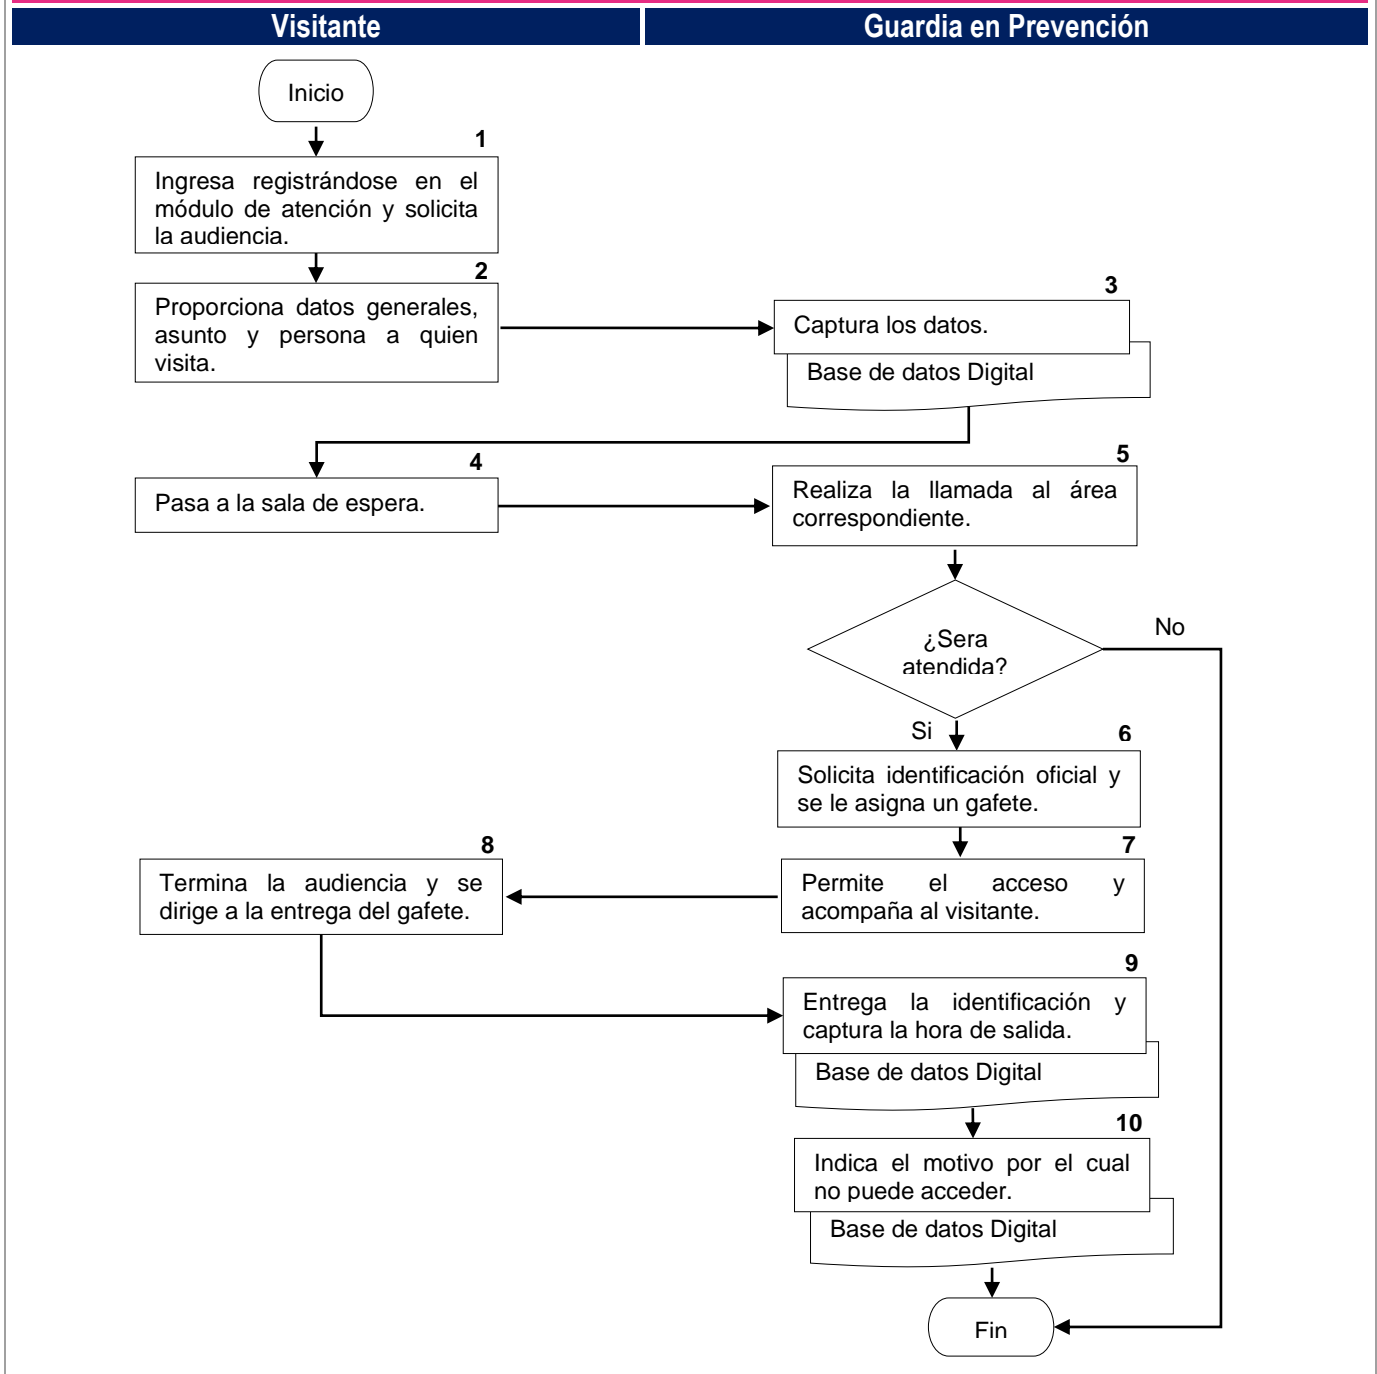 Visitante
Guardia en Prevención
Inicio
1
Ingresa registrándose en el
módulo de atención y solicita
la audiencia.
2
Proporciona datos generales,
asunto y persona a quien
visita.
3
Captura los datos.
Base de datos Digital
4
Pasa a la sala de espera.
5
Realiza la llamada al área
correspondiente.
¿Sera
atendida?
No
Si
6
Solicita identificación oficial y
se le asigna un gafete.
7
Permite el acceso y
acompaña al visitante.
8
Termina la audiencia y se
dirige a la entrega del gafete.
9
Entrega la identificación y
captura la hora de salida.
Base de datos Digital
10
Indica el motivo por el cual
no puede acceder.
Base de datos Digital
Fin